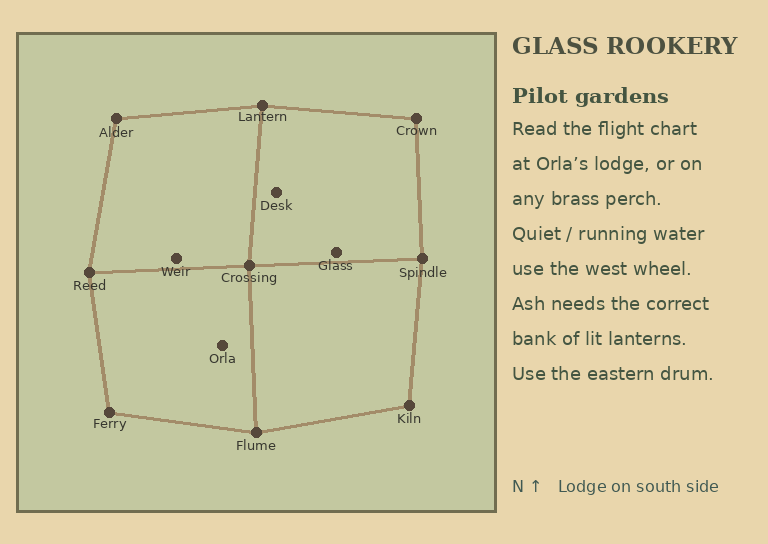 GLASS ROOKERY
Pilot gardens
Read the flight chart
at Orla’s lodge, or on
any brass perch.
Quiet / running water
use the west wheel.
Ash needs the correct
bank of lit lanterns.
Use the eastern drum.
N ↑ Lodge on south side
Lantern
Alder
Crown
Desk
Weir
Glass
Crossing
Spindle
Reed
Orla
Ferry
Kiln
Flume